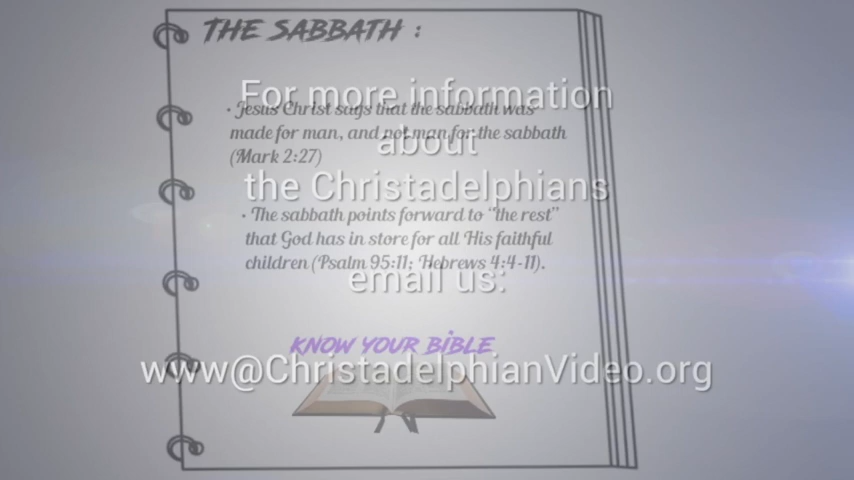 THE SABBATH :
For more information
· Jesus Christ says that the sabbath was
made for man, and not man for the sabbath
(Mark 2:27)
about
the Christadelphians
· The sabbath points forward to “the rest”
that God has in store for all His faithful
children (Psalm 95:11; Hebrews 4:4-11).
email us:
KNOW YOUR BIBLE
www@ChristadelphianVideo.org